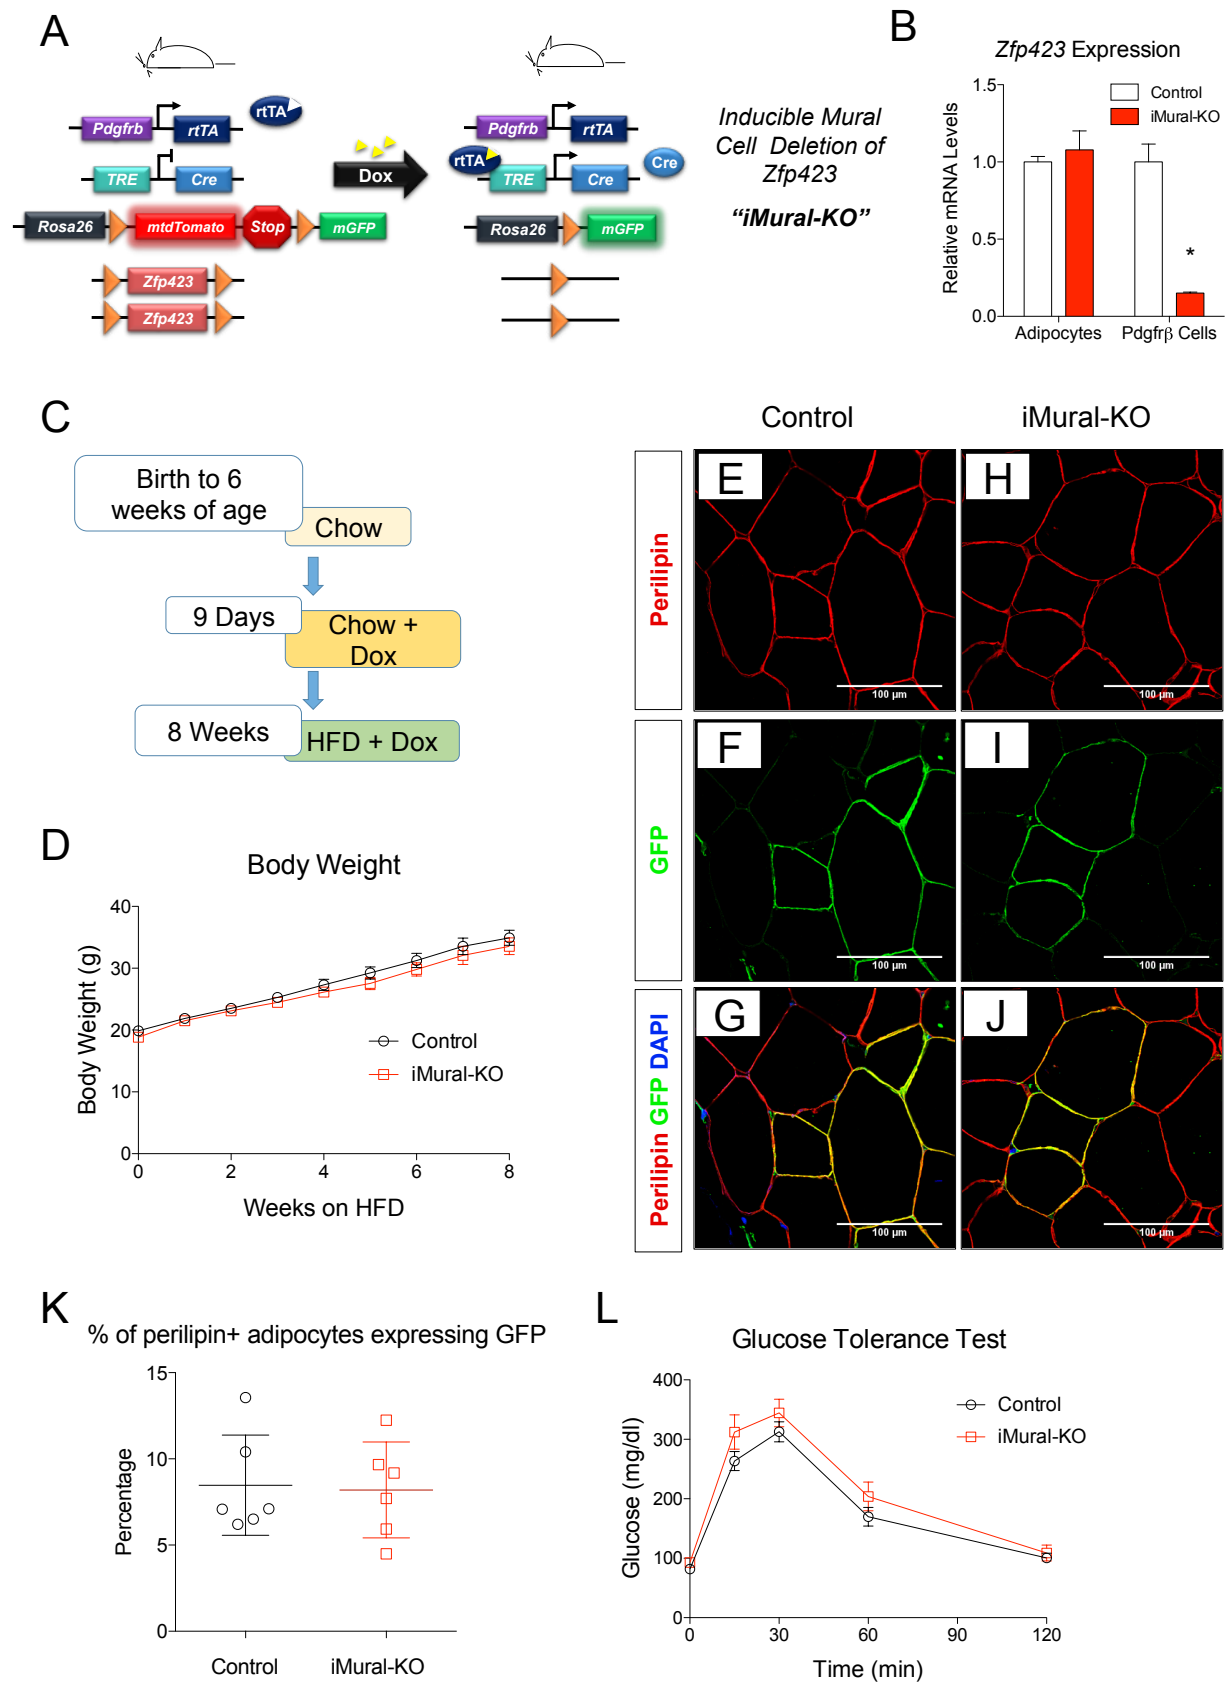 A
Pdgfrb
rtTA
rtTA
TRE
Cre
Rosa26
mtdTomato
Stop
mGFP
Zfp423
Zfp423
Dox
Pdgfrb
rtTA
rtTA
TRE
Cre
Cre
Rosa26
mGFP
Inducible Mural
Cell Deletion of
Zfp423
“iMural-KO”
B
Zfp423 Expression
Relative mRNA Levels
1.5
1.0
0.5
0.0
Control
iMural-KO
*
Adipocytes
Pdgfrβ Cells
C
Birth to 6
weeks of age
Chow
9 Days
Chow +
Dox
8 Weeks
HFD + Dox
D
Body Weight
Body Weight (g)
40
30
20
10
0
Control
iMural-KO
0 2 4 6 8
Weeks on HFD
Control
iMural-KO
Perilipin
E
100 µm
H
100 µm
GFP
F
100 µm
I
100 µm
Perilipin GFP DAPI
G
100 µm
J
100 µm
K
% of perilipin+ adipocytes expressing GFP
Percentage
15
10
5
0
Control
iMural-KO
L
Glucose Tolerance Test
Glucose (mg/dl)
400
300
200
100
0
Control
iMural-KO
0 30 60 90 120
Time (min)